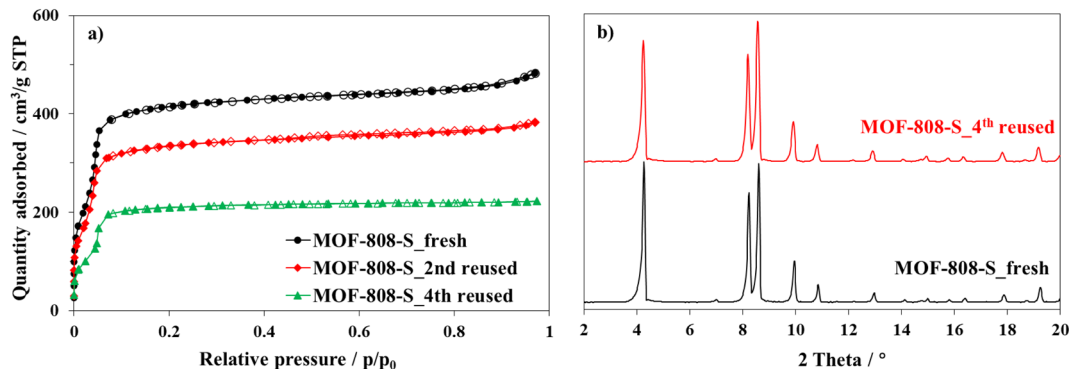 a)
600
400
200
0
Quantity adsorbed / cm³/g STP
MOF-808-S_fresh
MOF-808-S_2nd reused
MOF-808-S_4th reused
0 0.2 0.4 0.6 0.8 1
Relative pressure / p/p₀
b)
MOF-808-S_4ᵗʰ reused
MOF-808-S_fresh
2 4 6 8 10 12 14 16 18 20
2 Theta / °